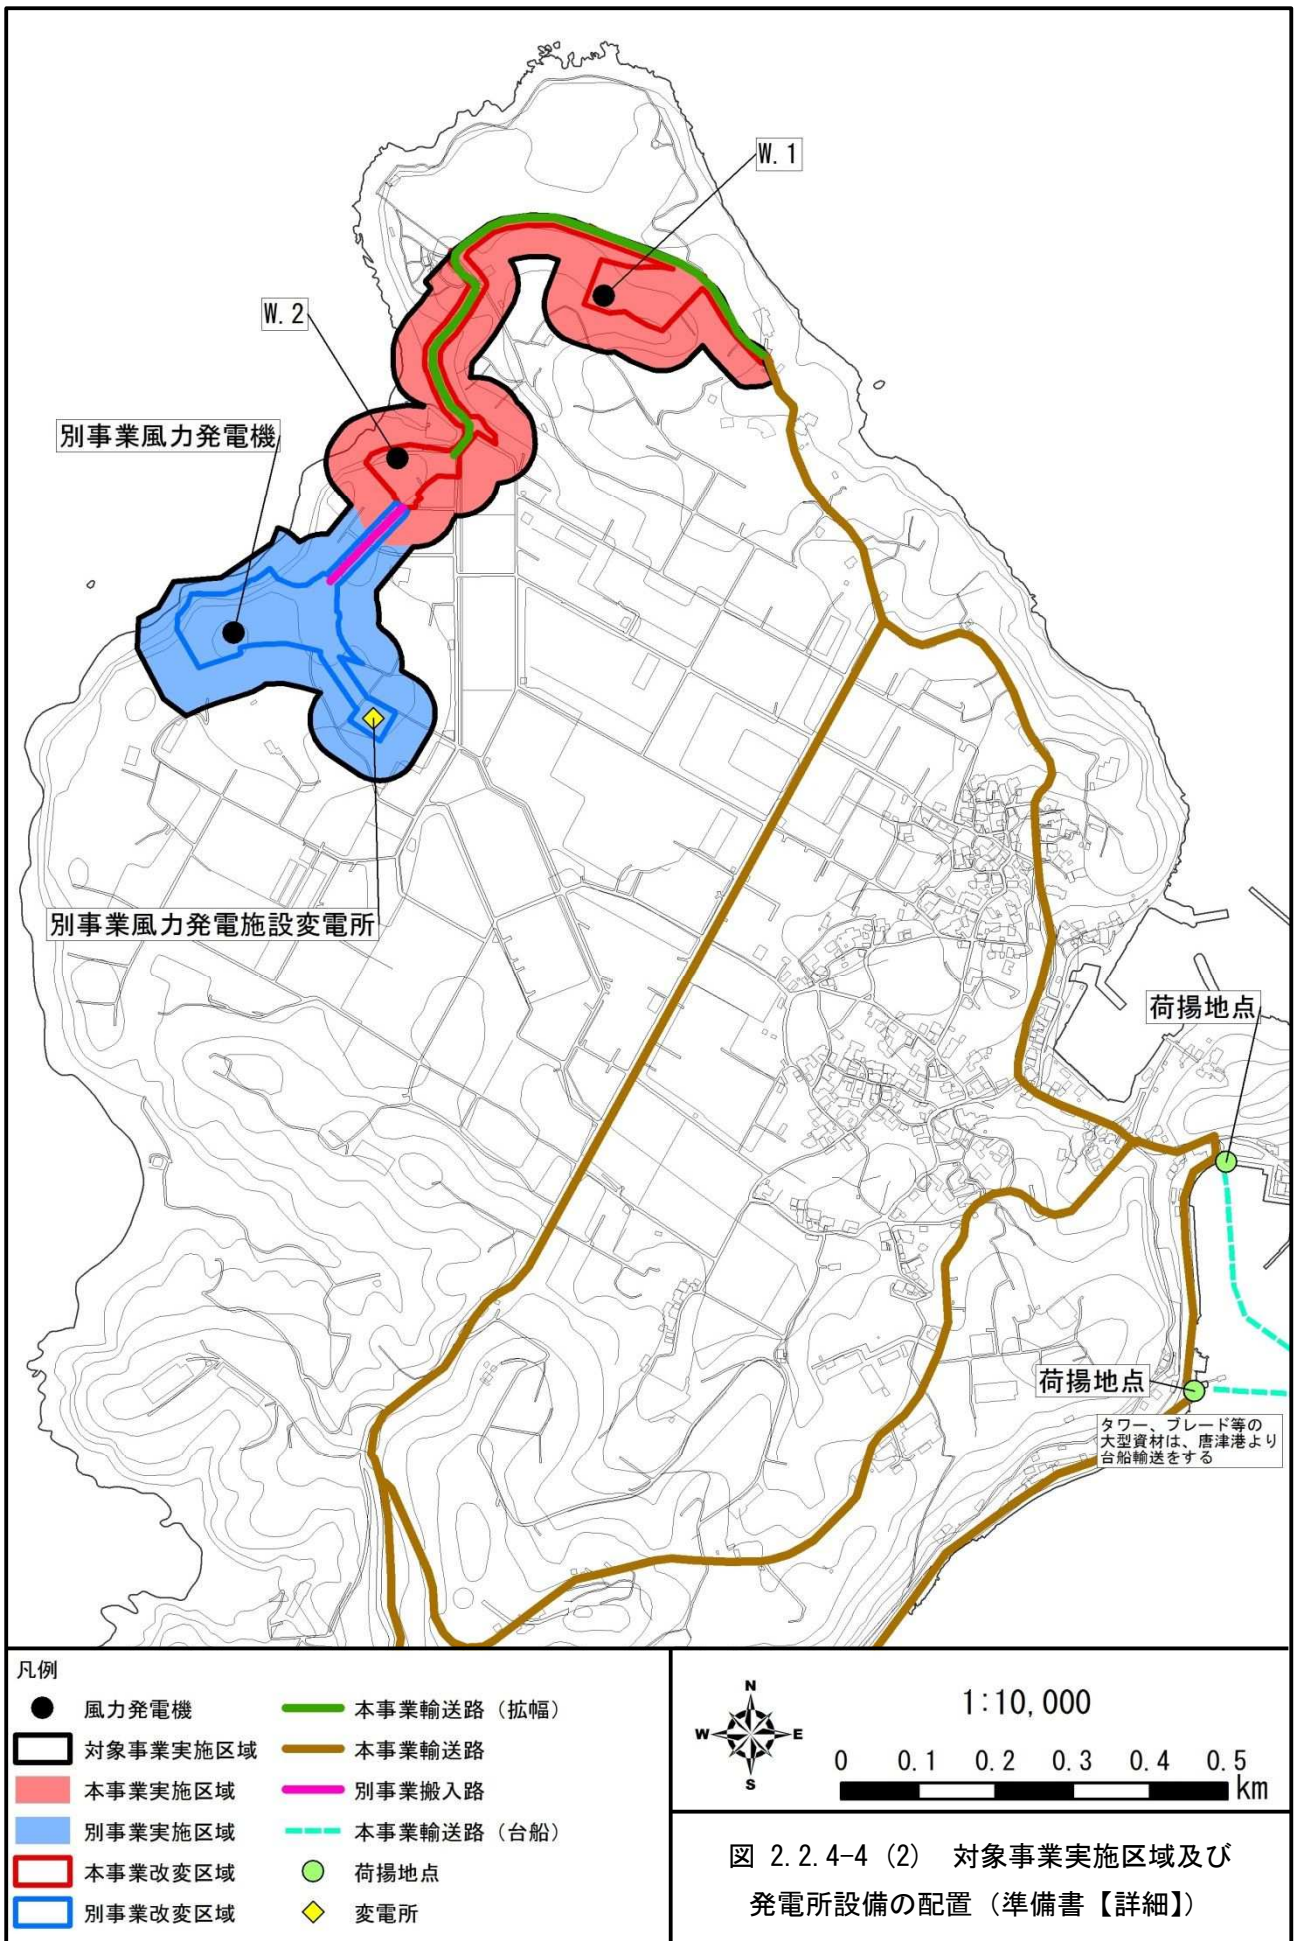 W.1
W.2
別事業風力発電機
別事業風力発電施設変電所
荷揚地点
荷揚地点
タワー、ブレード等の
大型資材は、唐津港より
台船輸送をする
凡例
風力発電機
対象事業実施区域
本事業実施区域
別事業実施区域
本事業改変区域
別事業改変区域
本事業輸送路（拡幅）
本事業輸送路
別事業搬入路
本事業輸送路（台船）
荷揚地点
変電所
N
W E
S
1:10,000
0 0.1 0.2 0.3 0.4 0.5
km
図 2.2.4-4 (2) 対象事業実施区域及び
発電所設備の配置（準備書【詳細】）